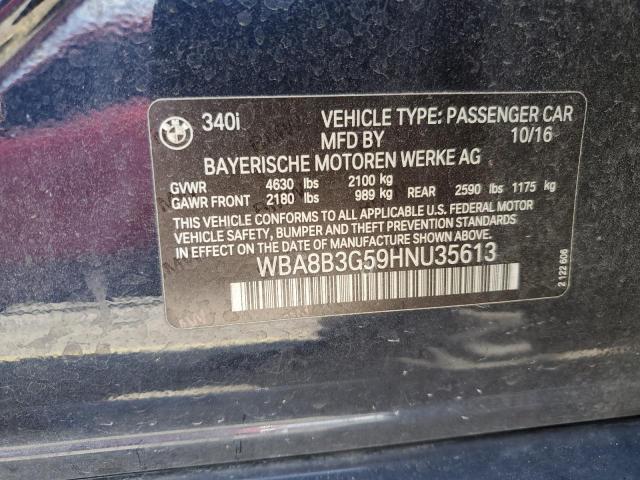 340i VEHICLE TYPE: PASSENGER CAR
MFD BY 10/16
BAYERISCHE MOTOREN WERKE AG
GVWR 4630 lbs 2100 kg
GAWR FRONT 2180 lbs 989 kg REAR 2590 lbs 1175 kg
THIS VEHICLE CONFORMS TO ALL APPLICABLE U.S. FEDERAL MOTOR
VEHICLE SAFETY, BUMPER AND THEFT PREVENTION STANDARDS
IN EFFECT ON THE DATE OF MANUFACTURE SHOWN ABOVE.
WBA8B3G59HNU35613
2 122 606